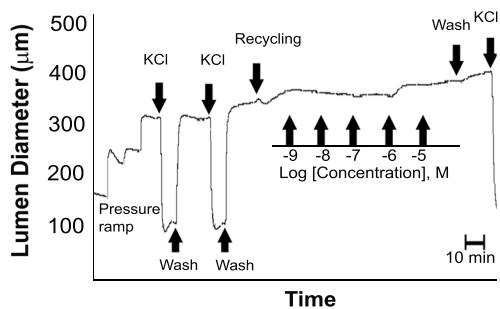 500
400
300
200
100
0
Lumen Diameter (μm)
KCl
KCl
Recycling
Wash
KCl
-9 -8 -7 -6 -5
Log [Concentration], M
Pressure
ramp
Wash
Wash
10 min
Time